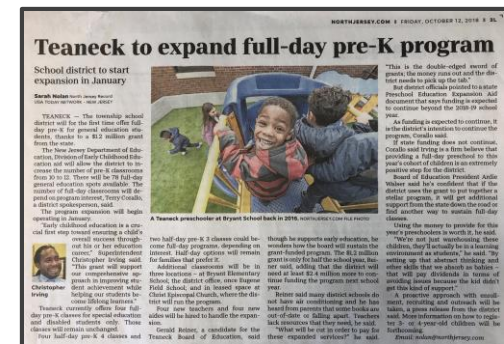 NORTHJERSEY.COM FRIDAY, OCTOBER 12, 2018 3L
Teaneck to expand full-day pre-K program
School district to start
expansion in January
Sarah Nolan North Jersey Record
USA TODAY NETWORK - NEW JERSEY
TEANECK — The township school
district will for the first time offer full-
day pre-K for general education stu-
dents, thanks to a $1.2 million grant
from the state.
The New Jersey Department of Edu-
cation, Division of Early Childhood Edu-
cation will allow the district to in-
crease the number of pre-K classrooms
from 10 to 12. There will be 78 full-day
general education spots available. The
number of full-day classrooms will de-
pend on program interest, Terry Corallo,
a district spokesperson, said.
The program expansion will begin
operating in January.
"Early childhood education is a cru-
cial first step toward ensuring a child's
overall success through-
out his or her education
career," Superintendent
Christopher Irving said.
"This grant will support
our comprehensive ap-
proach in improving stu-
dent achievement while
helping our students be-
come lifelong learners."
Christopher
Irving
Teaneck currently offers four full-
day pre-K classes for special education
and disabled students only. Those
classes will remain unchanged.
Four half-day pre-K 4 classes and
A Teaneck preschooler at Bryant School back in 2015. NORTHJERSEY.COM FILE PHOTO
two half-day pre-K 3 classes could be-
come full-day programs, depending on
interest. Half-day options will remain
for families that prefer it.
Additional classrooms will be in
three locations - at Bryant Elementary
School; the district office, once Eugene
Field School; and in leased space at
Christ Episcopal Church, where the dis-
trict will run the program.
Four new teachers and four new
aides will be hired to handle the expan-
sion.
Gerald Reiner, a candidate for the
Teaneck Board of Education, said
though he supports early education, he
wonders how the district will sustain the
grant-funded program. The $1.2 million
grant is only for half the school year, Rei-
ner said, adding that the district will
need at least $2.4 million more to con-
tinue funding the program next school
year.
Reiner said many district schools do
not have air conditioning and he has
heard from parents that some books are
out-of-date or falling apart. Teachers
lack resources that they need, he said.
"What will be cut in order to pay for
these expanded services?" he said.
"This is the double-edged sword of
grants; the money runs out and the dis-
trict needs to pick up the tab."
But district officials pointed to a state
Preschool Education Expansion Aid
document that says funding is expected
to continue beyond the 2018-19 school
year.
As funding is expected to continue, it
is the district's intention to continue the
program, Corallo said.
If state funding does not continue,
Corallo said Irving is a firm believe that
providing a full-day preschool to this
year's cohort of children is an extremely
positive step for the district.
Board of Education President Ardie
Walser said he's confident that if the
district uses the grant to put together a
stellar program, it will get additional
support from the state down the road or
find another way to sustain full-day
classes.
Using the money to provide for this
year's preschoolers is worth it, he said.
"We're not just warehousing these
children, they'll actually be in a learning
environment as students," he said. "By
setting up that abstract thinking and
other skills that we absorb as babies
that will pay dividends in terms of
avoiding issues because the kid didn't
get this kind of support."
A proactive approach with enroll-
ment, recruiting and outreach will be
taken, a press release from the district
said. More information on how to regis-
ter 3- or 4-year-old children will be
forthcoming.